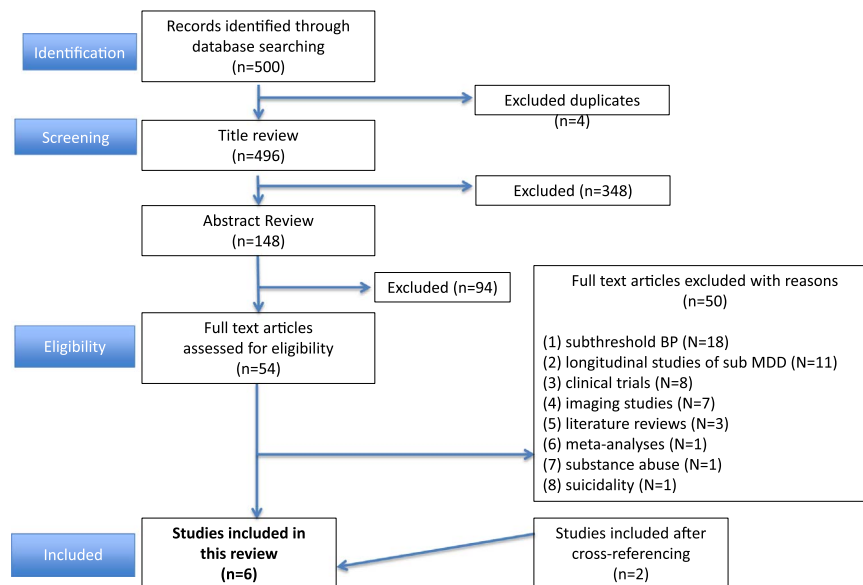 Identification
Records identified through
database searching
(n=500)
Excluded duplicates
(n=4)
Screening
Title review
(n=496)
Excluded (n=348)
Abstract Review
(n=148)
Excluded (n=94)
Full text articles excluded with reasons
(n=50)
(1) subthreshold BP (N=18)
(2) longitudinal studies of sub MDD (N=11)
(3) clinical trials (N=8)
(4) imaging studies (N=7)
(5) literature reviews (N=3)
(6) meta-analyses (N=1)
(7) substance abuse (N=1)
(8) suicidality (N=1)
Eligibility
Full text articles
assessed for eligibility
(n=54)
Included
Studies included in
this review
(n=6)
Studies included after
cross-referencing
(n=2)